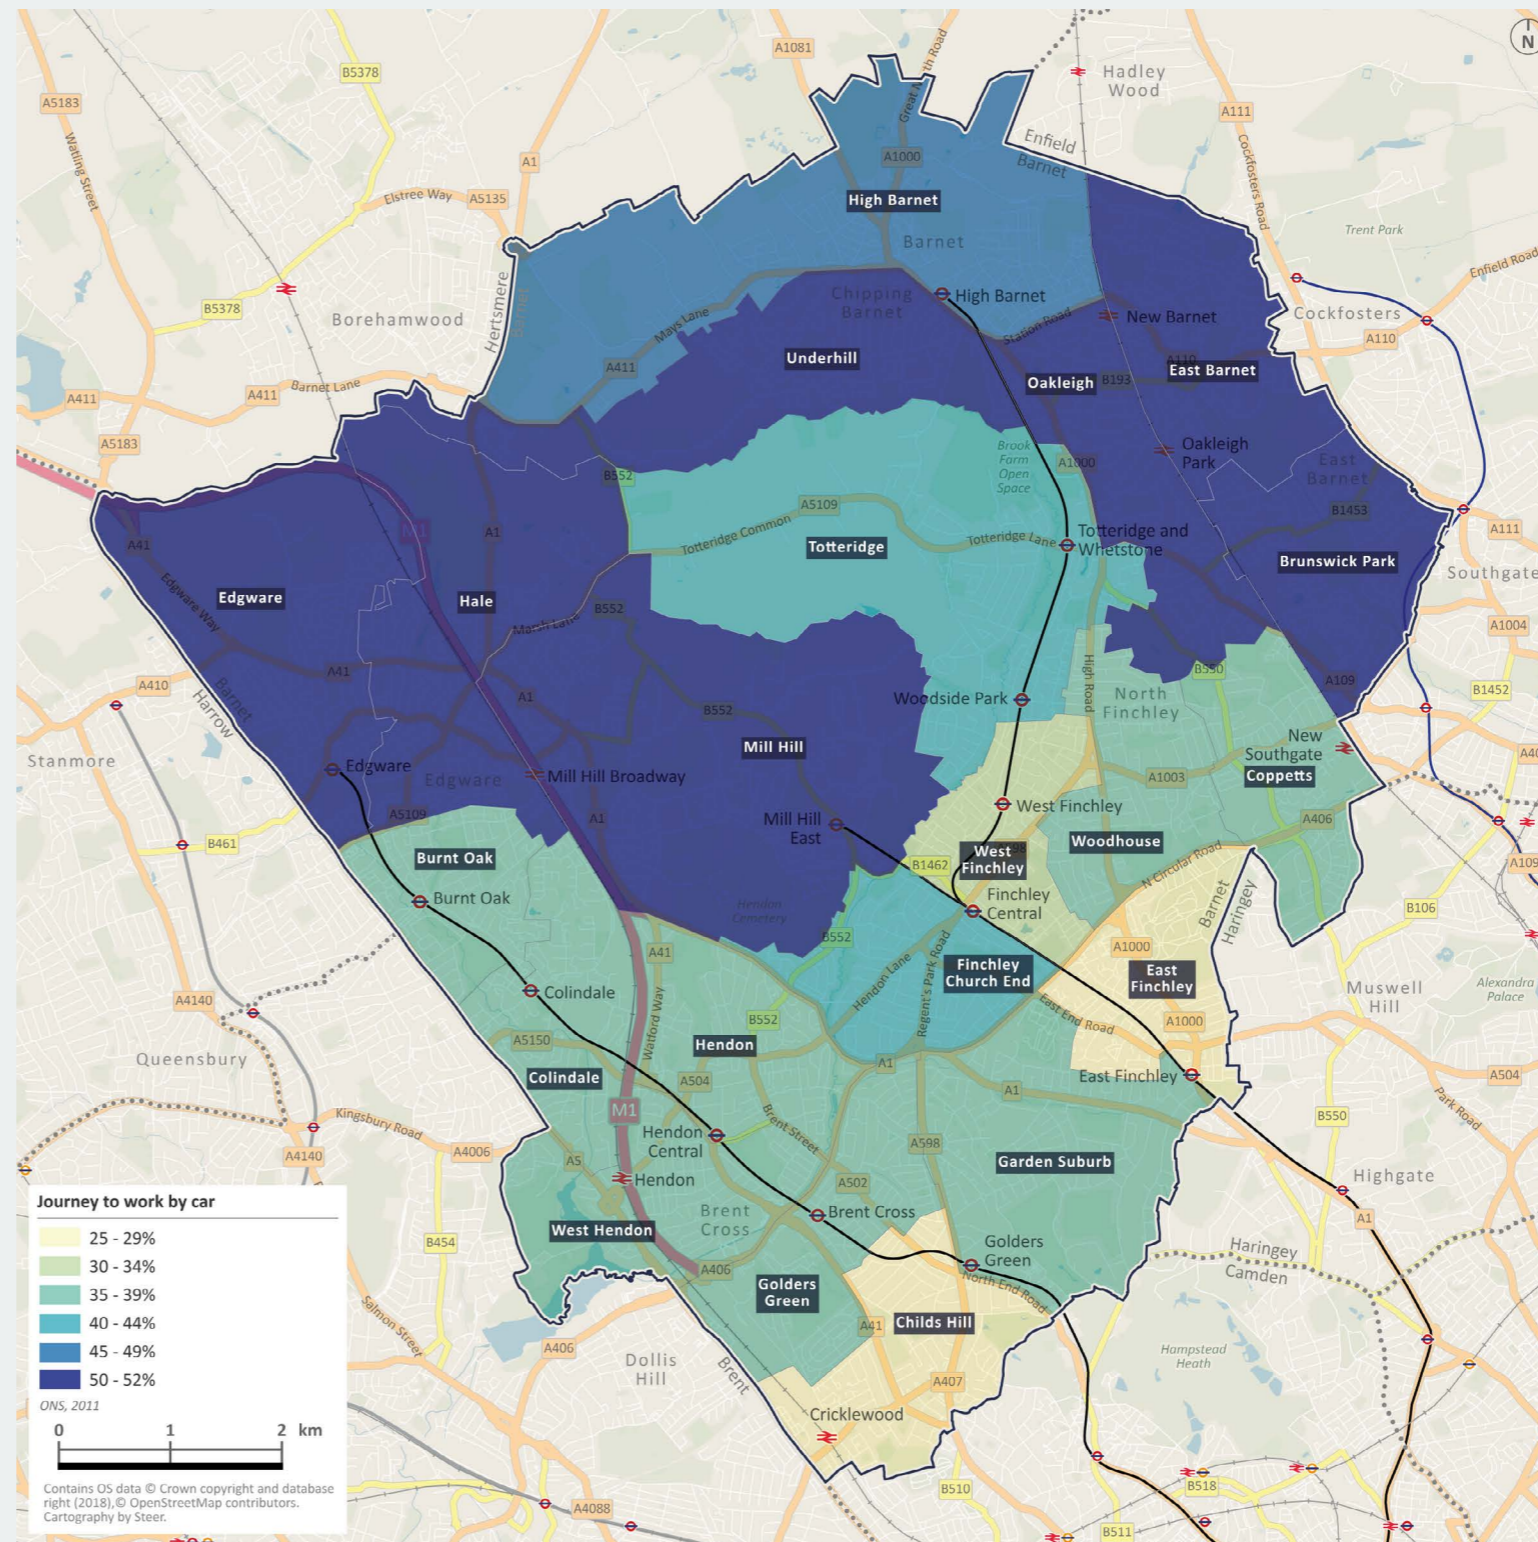 A1081
Great North Road
Hadley
Wood
N
B5378
A5183
A111
Watling Street
A1
A1000
Enfield
Barnet
Cockfosters Road
Elstree Way
A5135
High Barnet
Barnet
Trent Park
Enfield Road
Hertsmere
Barnet
B5378
Borehamwood
Chipping
Barnet
High Barnet
Mays Lane
Station Road
New Barnet
Cockfosters
A110
A110
Underhill
East Barnet
Oakleigh
B193
A411
A411
Barnet Lane
A411
A5183
Brook
Farm
Open
Space
A1000
Oakleigh
Park
East
Barnet
B552
A5109
B1453
A111
M1
A1
A41
Totteridge Common
Totteridge
Totteridge Lane
Totteridge and
Whetstone
Brunswick Park
Southgate
Edgware
Hale
Edgware Way
B552
Marsh Lane
A1004
A41
A410
Barnet
Harrow
A1
B552
B550
A109
High Road
North
Finchley
Woodside Park
B1452
Stanmore
Mill Hill
New
Southgate
Edgware
Edgware
Mill Hill Broadway
A1003
Coppetts
A5109
A1
Mill Hill
East
West Finchley
A406
B461
Burnt Oak
Woodhouse
West
Finchley
B1462
N Circular Road
A109
Burnt Oak
Finchley
Central
Barnet
Haringey
B106
Hendon
Cemetery
B552
A1000
A41
Hendon Lane
Regent's Park Road
Finchley
Church End
East
Finchley
Muswell
Hill
Alexandra
Palace
A4140
Colindale
Watford Way
B552
East End Road
A1000
Queensbury
A5150
Hendon
A1
East Finchley
A504
Colindale
A504
A1
Park Road
Kingsbury Road
M1
Brent Street
B550
A4140
A4006
Hendon
Central
A598
A5
Garden Suburb
Highgate
Hendon
A502
Journey to work by car
Brent
Cross
Brent Cross
A1
West Hendon
25 - 29%
B454
Golders
Green
Haringey
Camden
30 - 34%
A406
North End Road
35 - 39%
Golders
Green
40 - 44%
Salmon Street
A41
Childs Hill
45 - 49%
A406
Hampstead
Heath
50 - 52%
Dollis
Hill
Brent
A407
ONS, 2011
Cricklewood
0 1 2 km
Contains OS data © Crown copyright and database
right (2018),© OpenStreetMap contributors.
Cartography by Steer.
B510
B518
A4088
B511